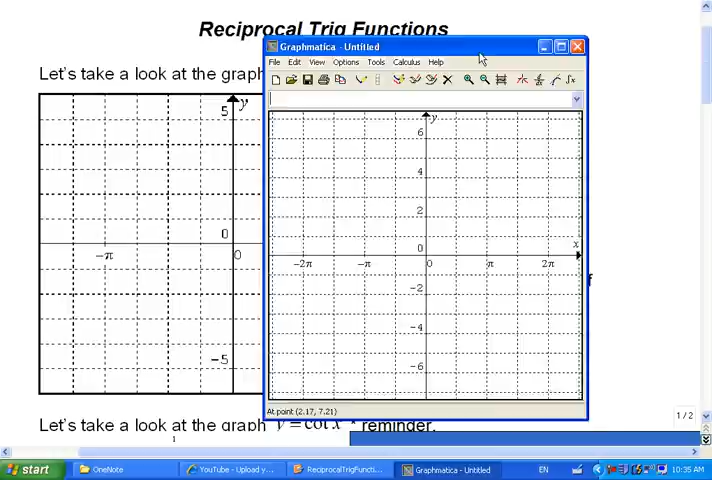 Reciprocal Trig Functions
Graphmatica - Untitled
File Edit View Options Tools Calculus Help
Let's take a look at the graph
5
y
0
-π
0
-5
y
6
4
2
0
x
-2π
-π
0
π
2π
-2
-4
-6
f
At point (2.17, 7.21)
1 / 2
Let's take a look at the graph y = cot x * reminder.
1
start
OneNote
YouTube - Upload y...
ReciprocalTrigFuncti...
Graphmatica - Untitled
EN
10:35 AM